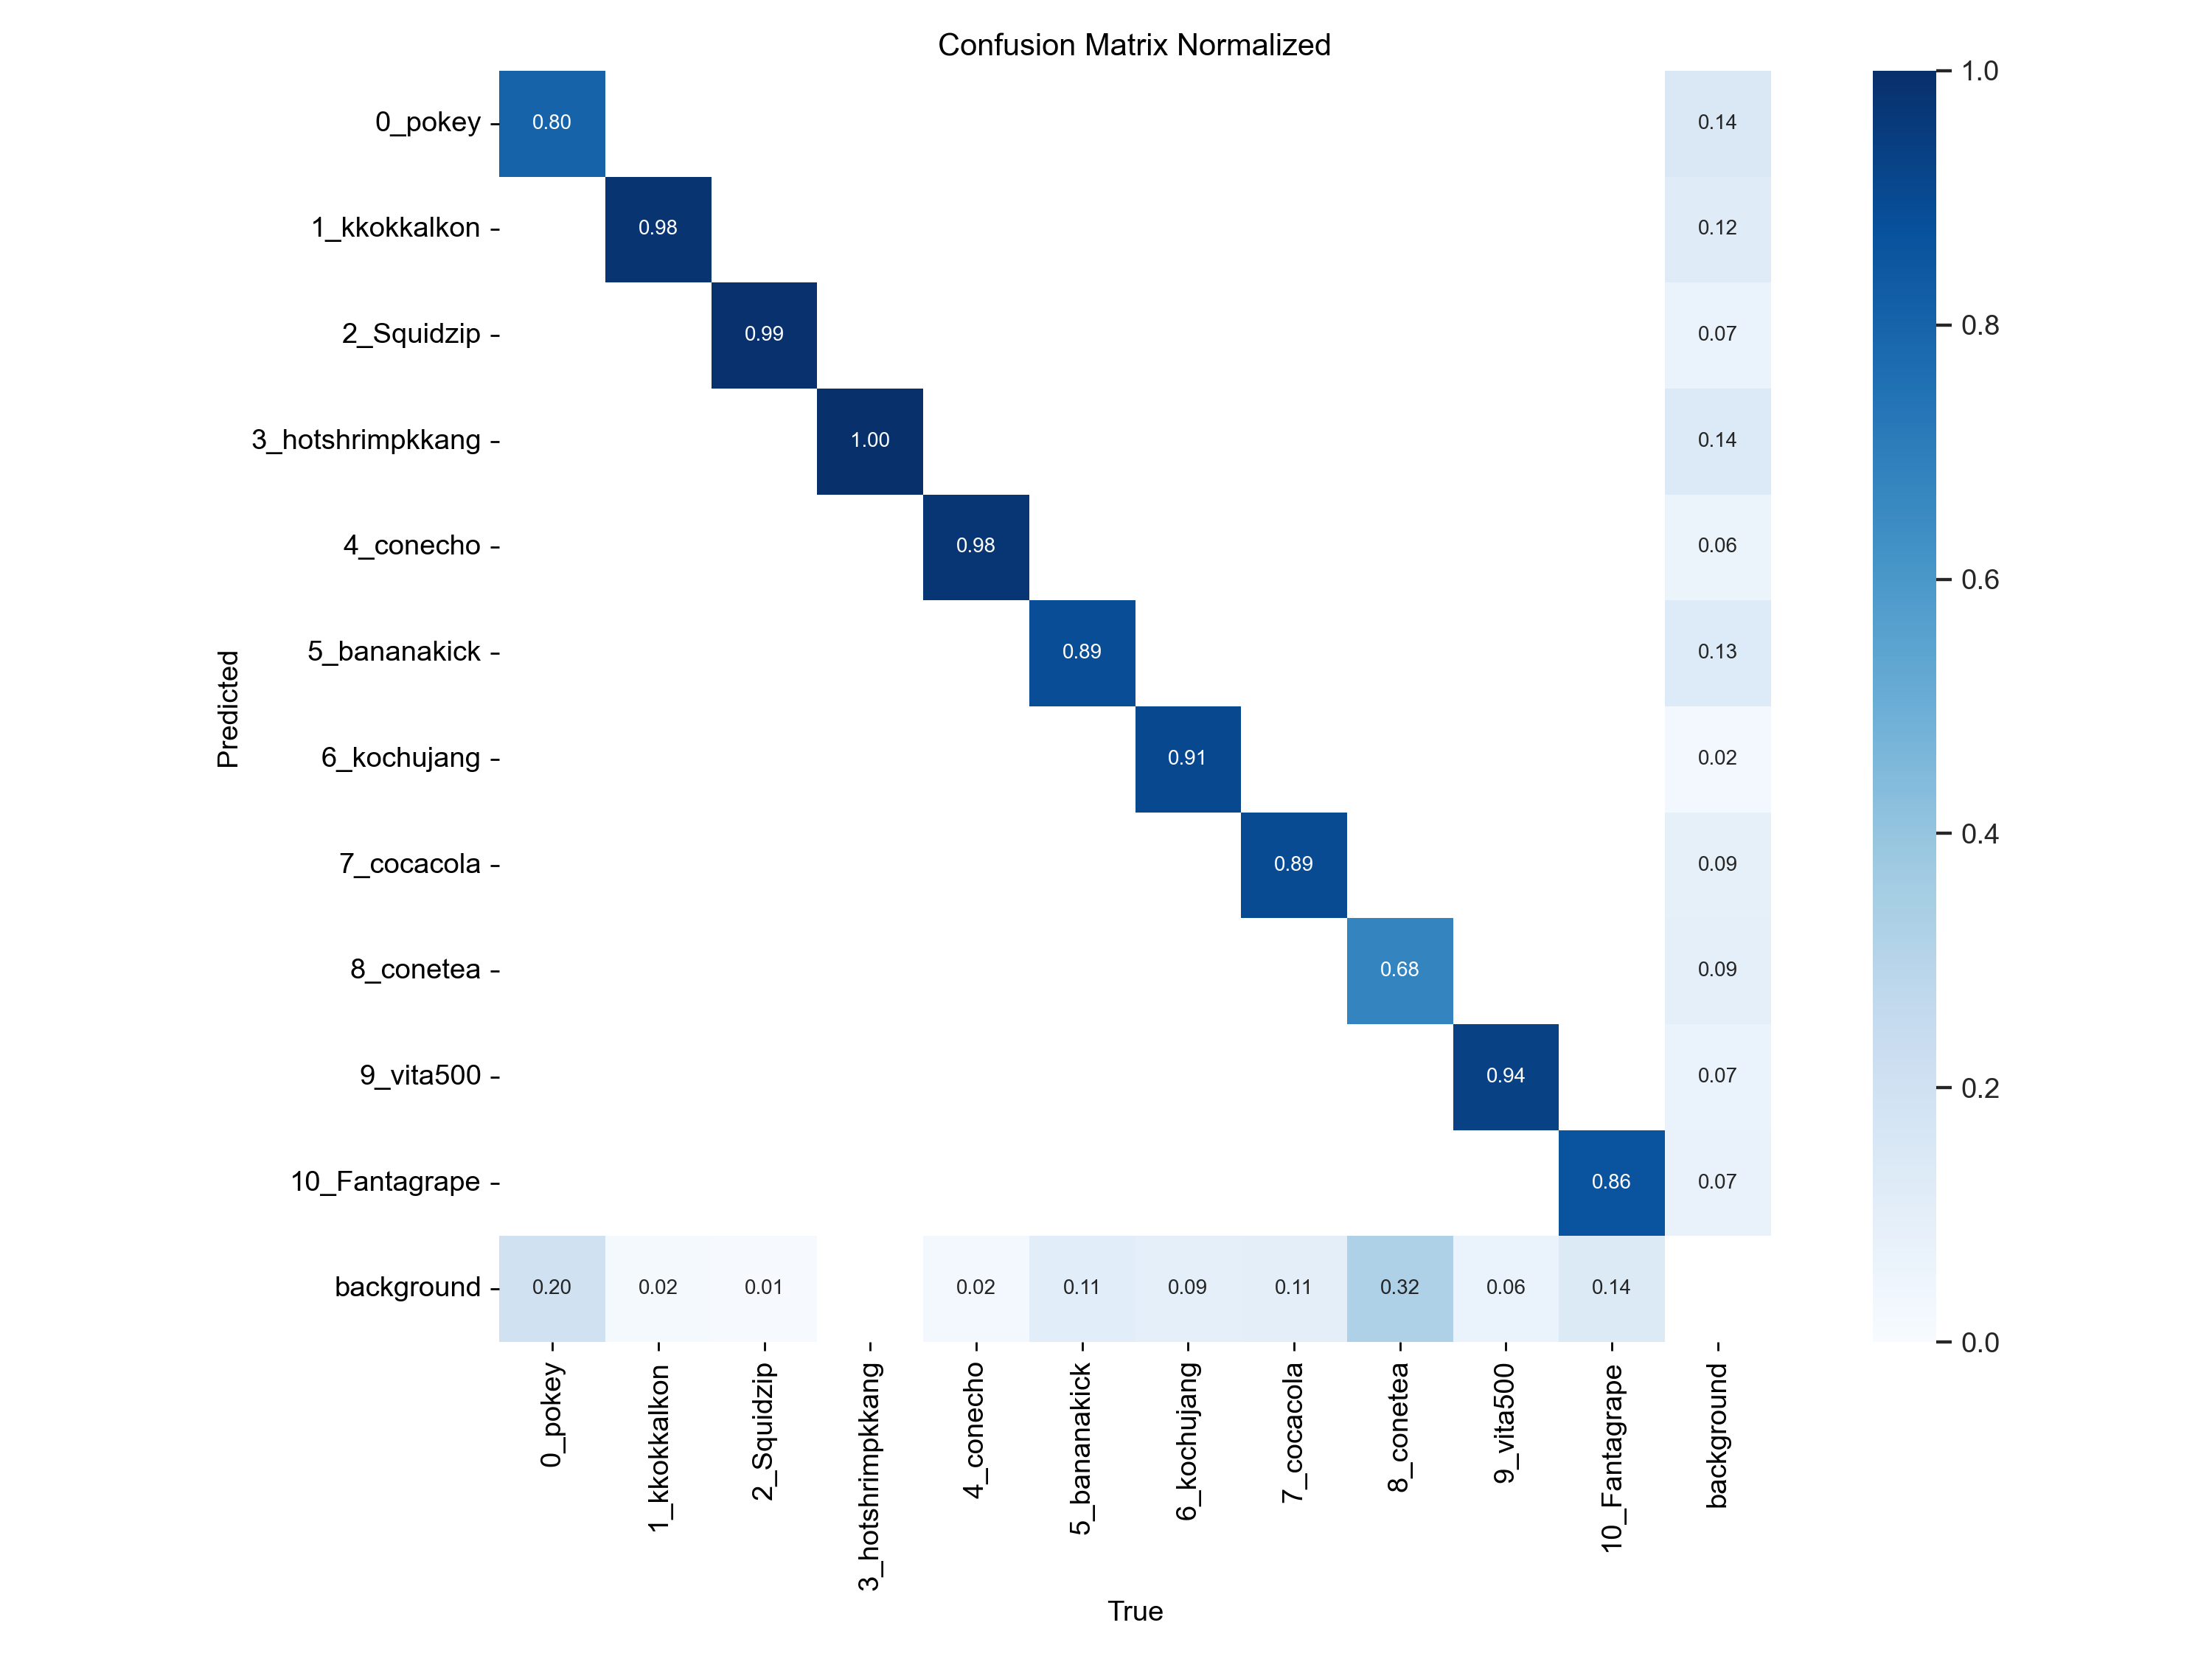 Confusion Matrix Normalized
0_pokey 0.80 0.14
1_kkokkalkon 0.98 0.12
2_Squidzip 0.99 0.07
3_hotshrimpkkang 1.00 0.14
4_conecho 0.98 0.06
5_bananakick 0.89 0.13
6_kochujang 0.91 0.02
7_cocacola 0.89 0.09
8_conetea 0.68 0.09
9_vita500 0.94 0.07
10_Fantagrape 0.86 0.07
background 0.20 0.02 0.01 0.02 0.11 0.09 0.11 0.32 0.06 0.14
Predicted
0_pokey
1_kkokkalkon
2_Squidzip
3_hotshrimpkkang
4_conecho
5_bananakick
6_kochujang
7_cocacola
8_conetea
9_vita500
10_Fantagrape
background
True
1.0
0.8
0.6
0.4
0.2
0.0